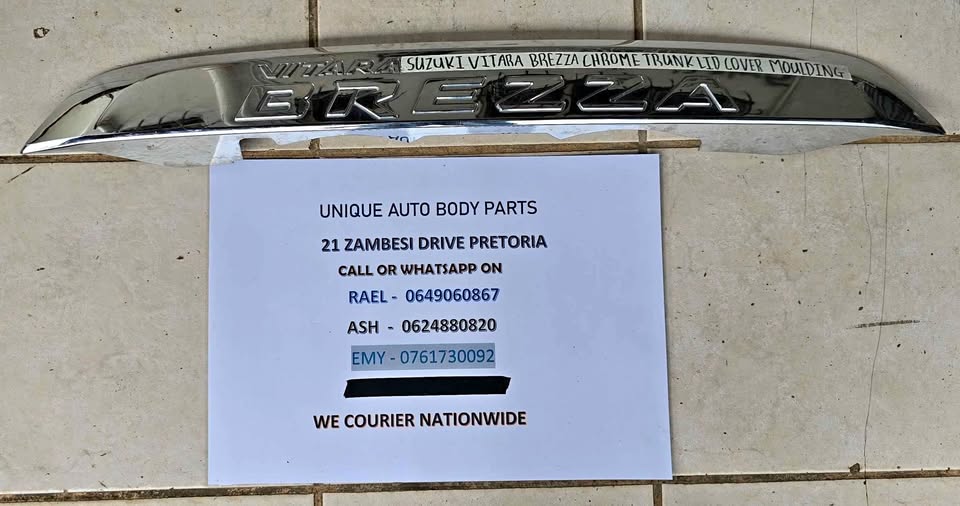 SUZUKI VITARA BREZZA CHROME TRUNK LID COVER MOULDING
VITARA
BREZZA
UNIQUE AUTO BODY PARTS
21 ZAMBESI DRIVE PRETORIA
CALL OR WHATSAPP ON
RAEL - 0649060867
ASH - 0624880820
EMY - 0761730092
WE COURIER NATIONWIDE